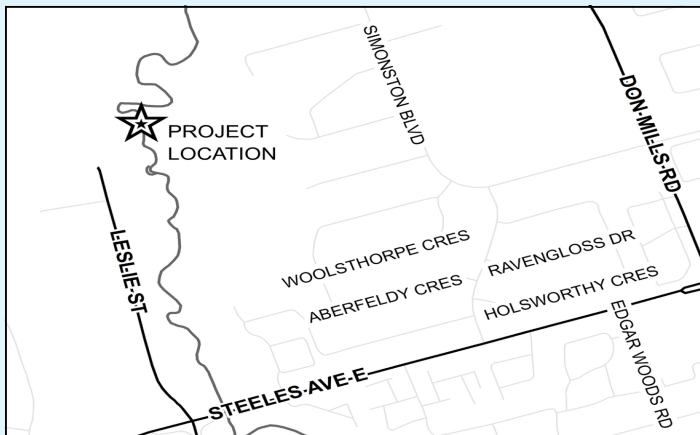 SIMONSTON BLVD
DON MILLS RD
PROJECT
LOCATION
LESLIE ST
WOOLSTHORPE CRES
RAVENGLOSS DR
ABERFELDY CRES
HOLSWORTHY CRES
EDGAR WOODS RD
STEELES AVE E